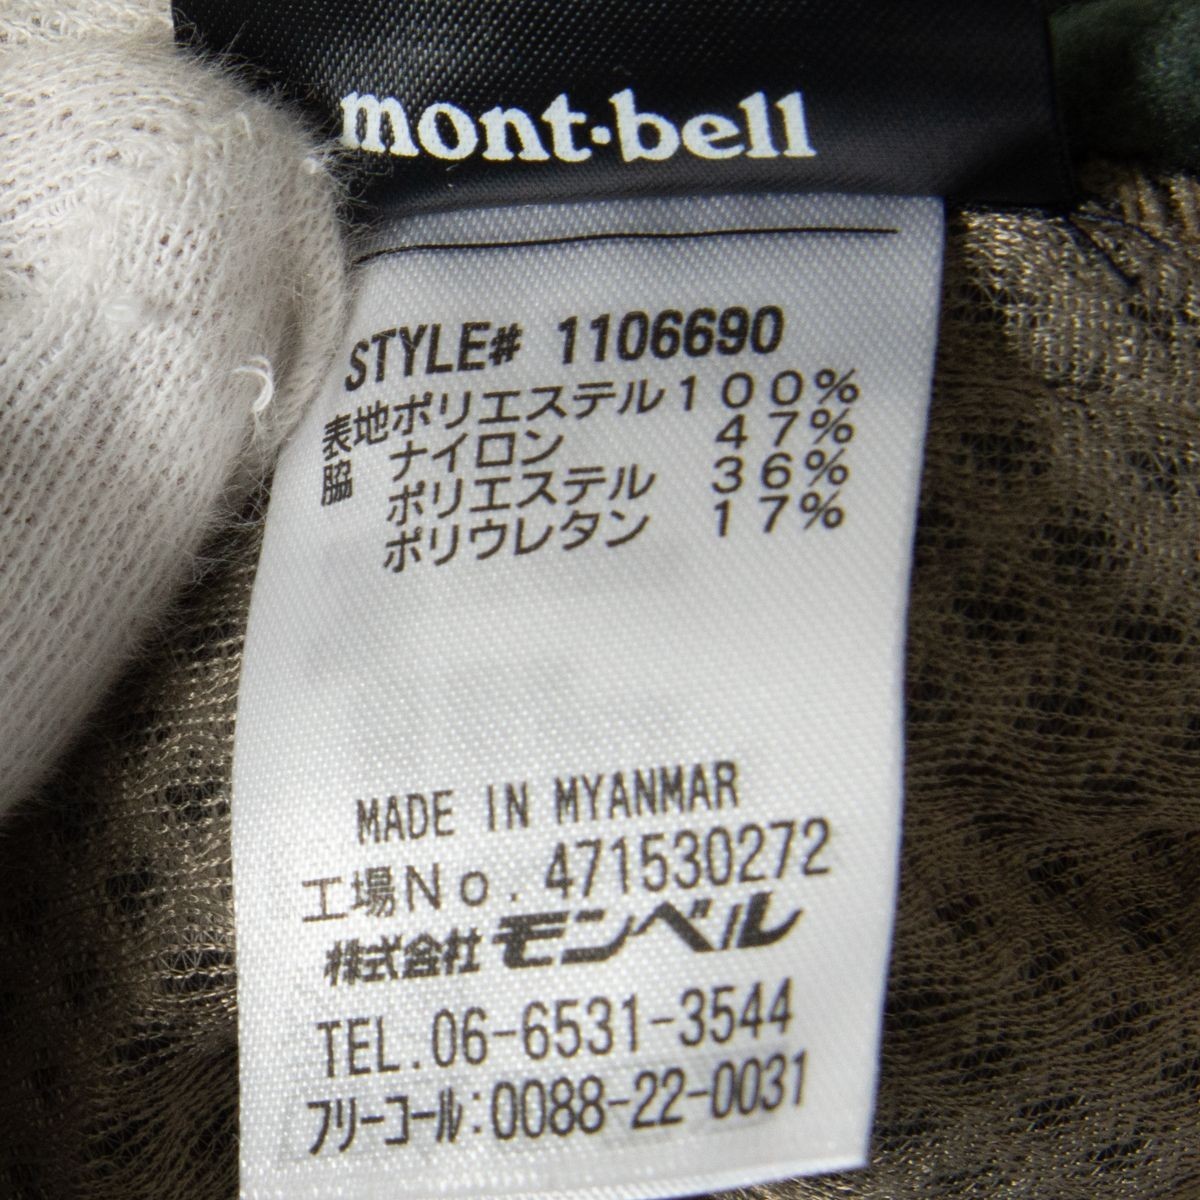 mont-bell
STYLE# 1106690
表地ポリエステル100%
脇 ナイロン 47%
ポリエステル 36%
ポリウレタン 17%
MADE IN MYANMAR
工場No. 471530272
株式会社モンベル
TEL.06-6531-3544
フリーコール:0088-22-0031